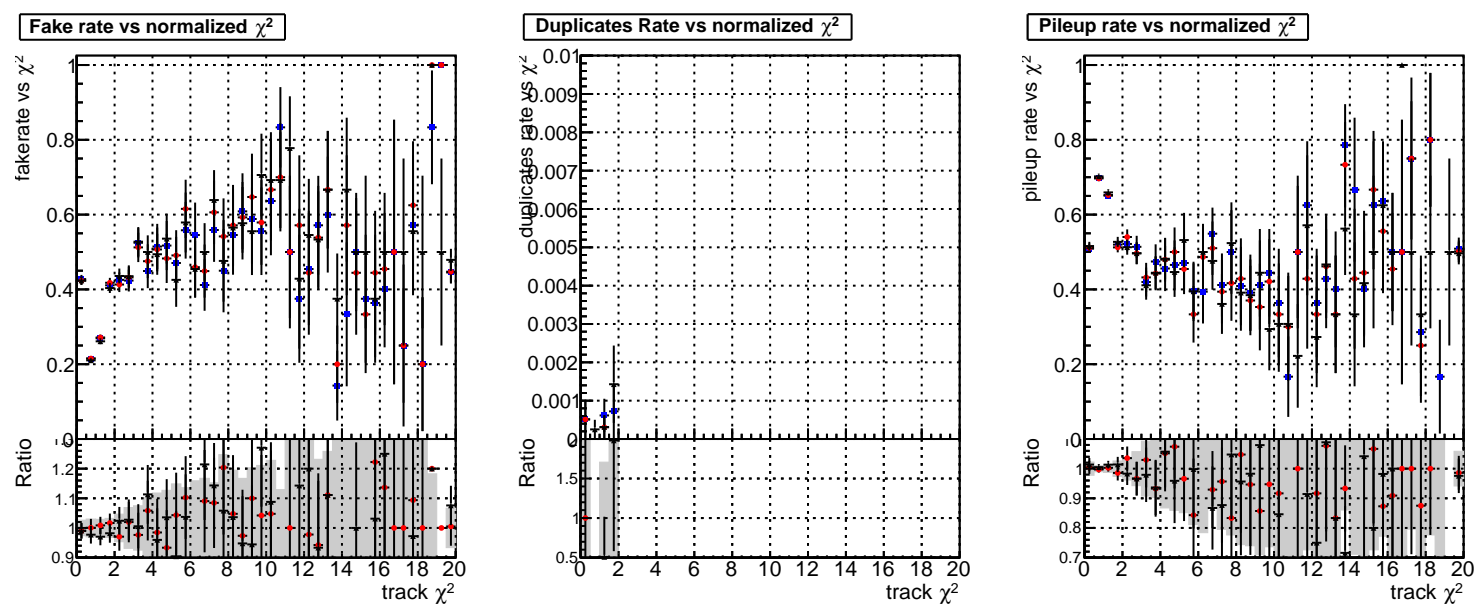 Fake rate vs normalized χ²
fakerate vs χ²
1
0.8
0.6
0.4
0.2
Ratio
1.2
1.1
1
0.9
0 2 4 6 8 10 12 14 16 18 20
track χ²
Duplicates Rate vs normalized χ²
duplicates rate vs χ²
0.01
0.009
0.008
0.007
0.006
0.005
0.004
0.003
0.002
0.001
0
Ratio
1.5
1
0.5
0 2 4 6 8 10 12 14 16 18 20
track χ²
Pileup rate vs normalized χ²
pileup rate vs χ²
1
0.8
0.6
0.4
0.2
Ratio
1
0.9
0.8
0.7
0 2 4 6 8 10 12 14 16 18 20
track χ²